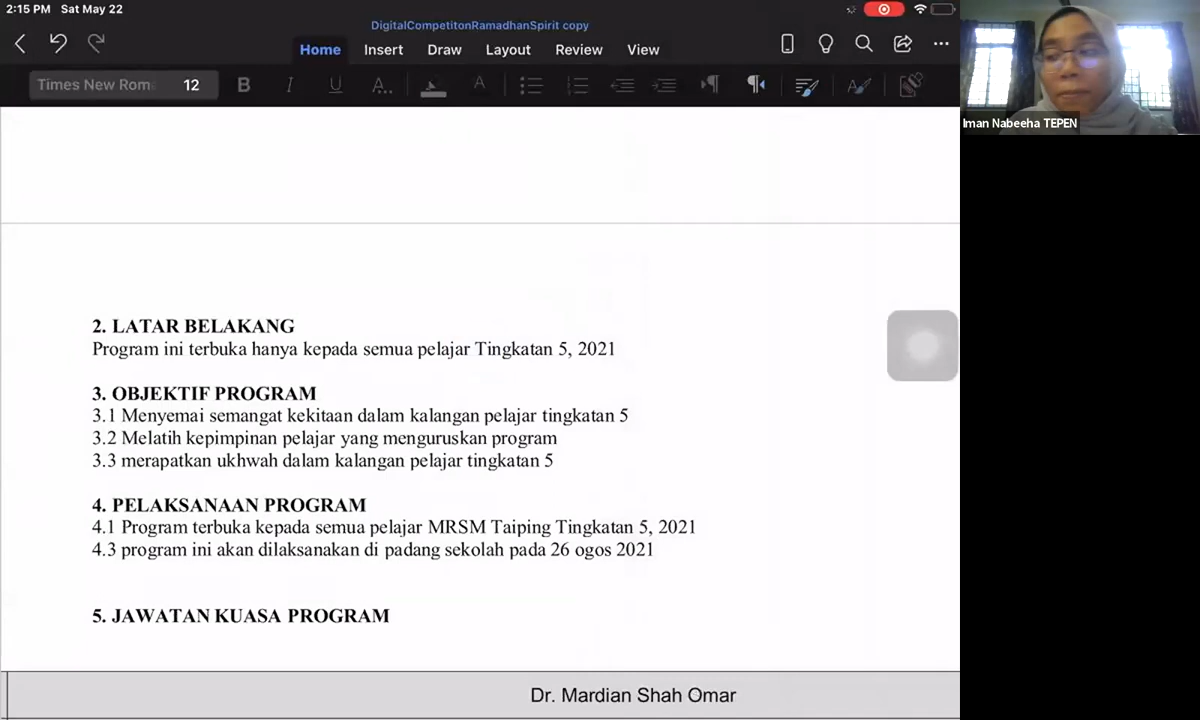 2:15 PM Sat May 22
DigitalCompetitonRamadhanSpirit copy
Home Insert Draw Layout Review View
Times New Roma 12 B I U A.. A
Iman Nabeeha TEPEN
2. LATAR BELAKANG
Program ini terbuka hanya kepada semua pelajar Tingkatan 5, 2021
3. OBJEKTIF PROGRAM
3.1 Menyemai semangat kekitaan dalam kalangan pelajar tingkatan 5
3.2 Melatih kepimpinan pelajar yang menguruskan program
3.3 merapatkan ukhwah dalam kalangan pelajar tingkatan 5
4. PELAKSANAAN PROGRAM
4.1 Program terbuka kepada semua pelajar MRSM Taiping Tingkatan 5, 2021
4.3 program ini akan dilaksanakan di padang sekolah pada 26 ogos 2021
5. JAWATAN KUASA PROGRAM
Dr. Mardian Shah Omar